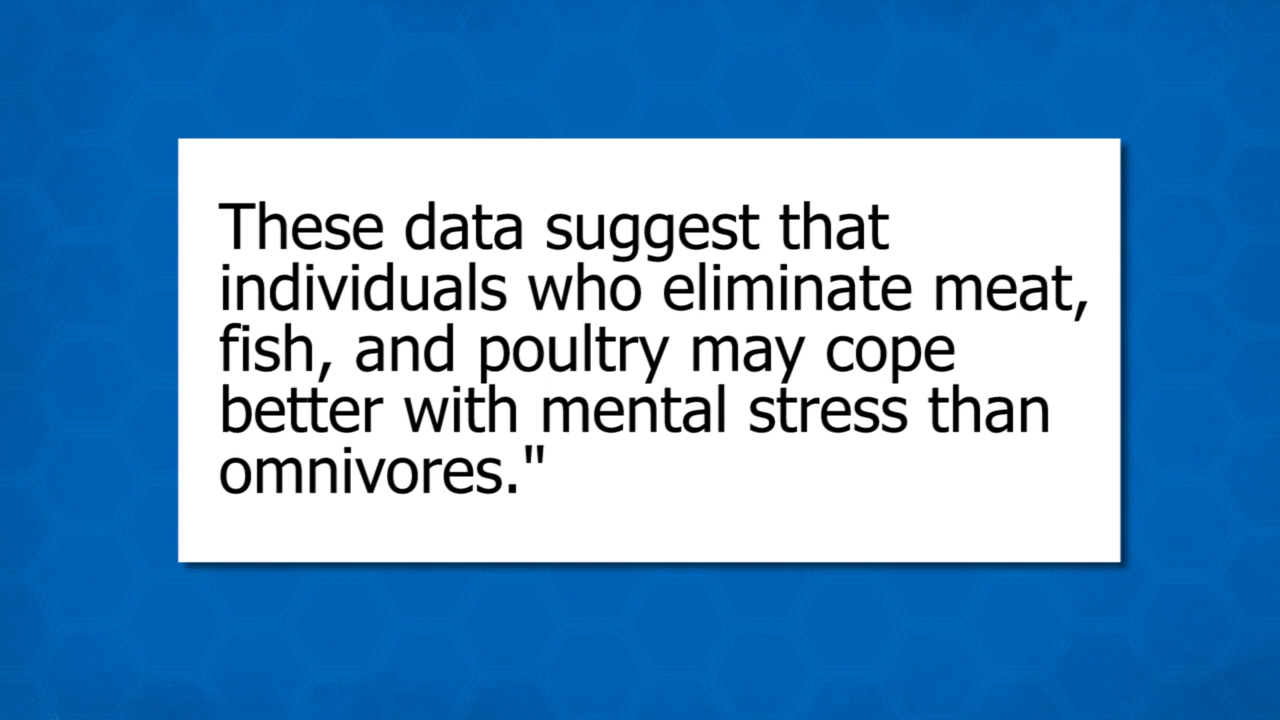 These data suggest that
individuals who eliminate meat,
fish, and poultry may cope
better with mental stress than
omnivores."